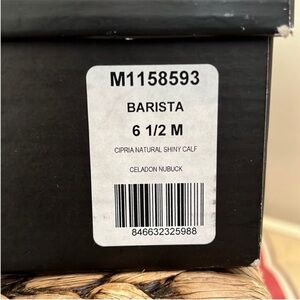 M1158593
BARISTA
6 1/2 M
CIPRIA NATURAL SHINY CALF
CELADON NUBUCK
846632325988